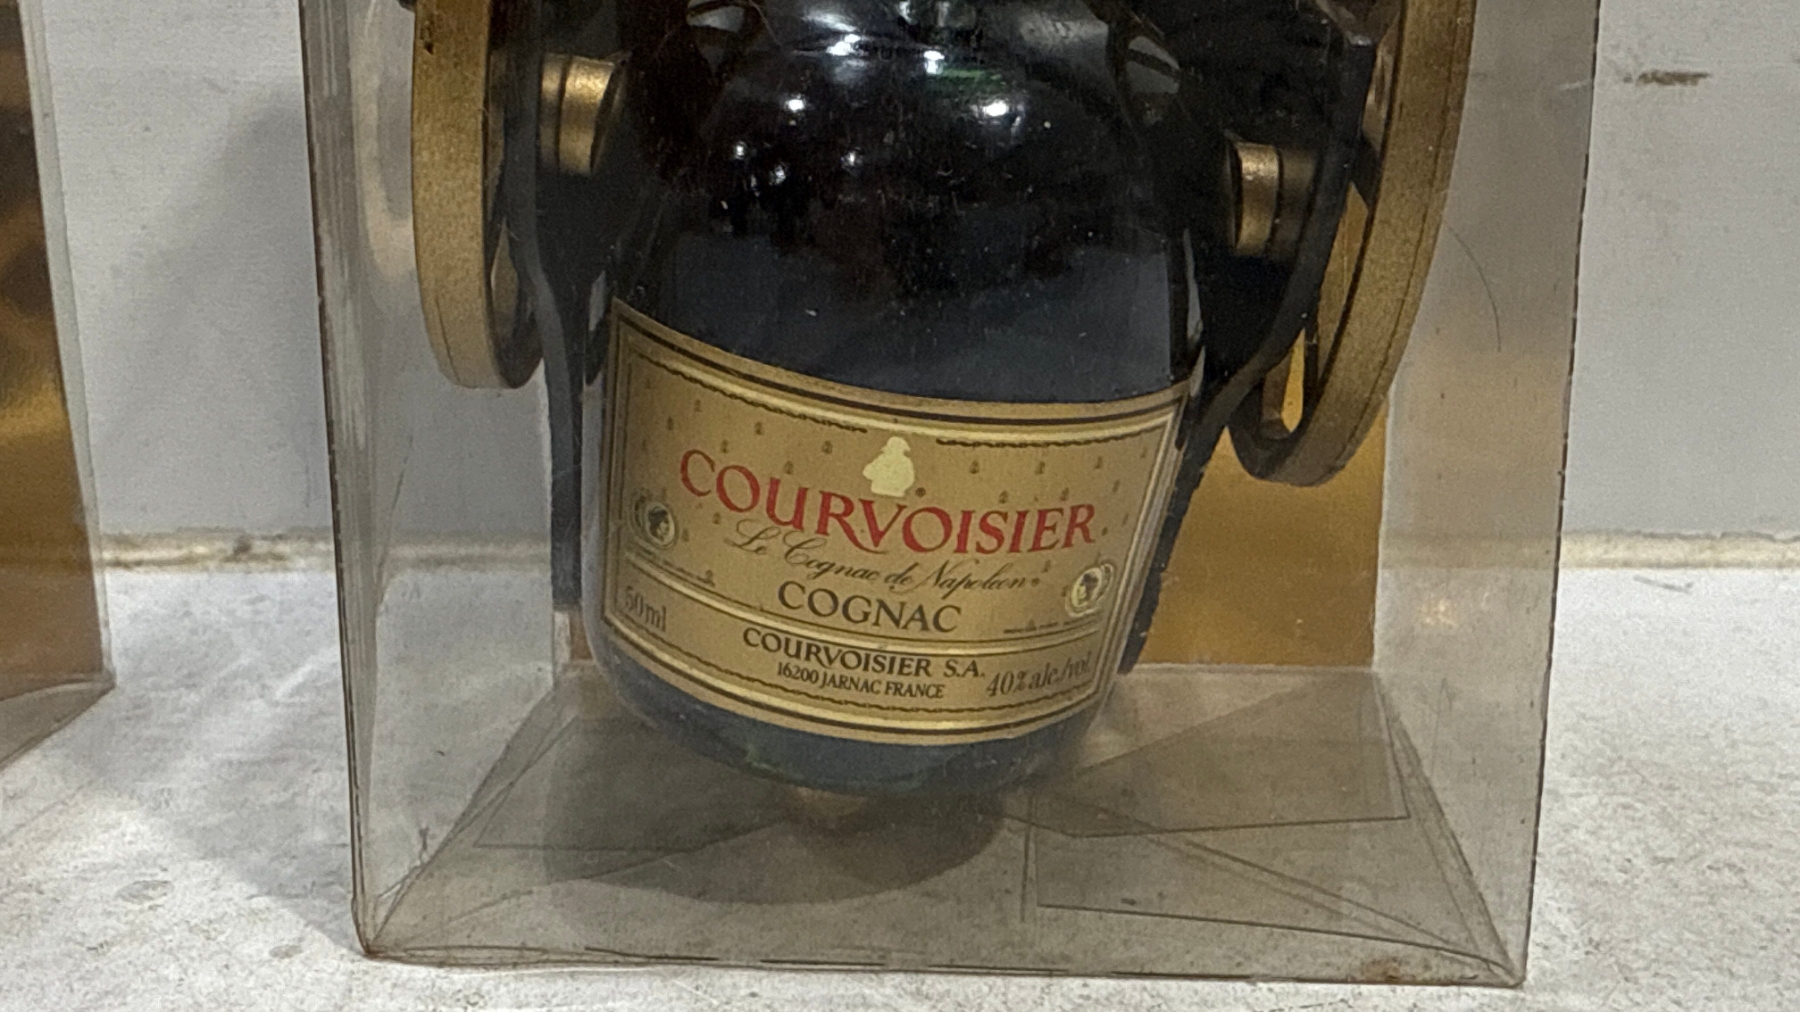 COURVOISIER
Le Cognac de Napoleon
COGNAC
50ml
COURVOISIER S.A.
16200 JARNAC FRANCE
40% alc./vol